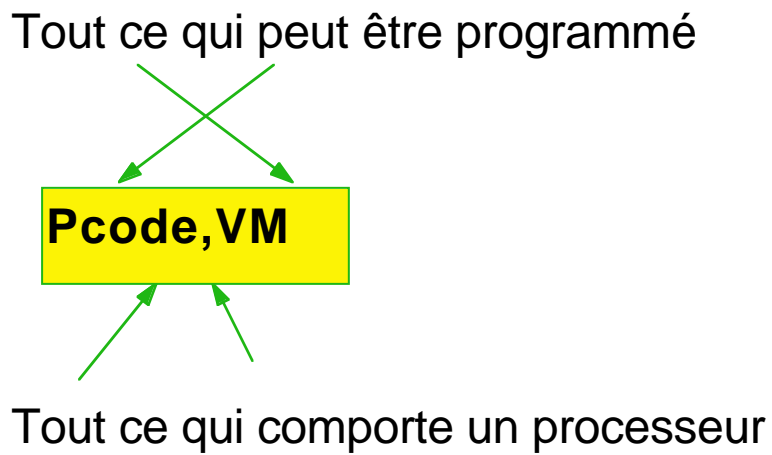 Tout ce qui peut être programmé
Pcode,VM
Tout ce qui comporte un processeur